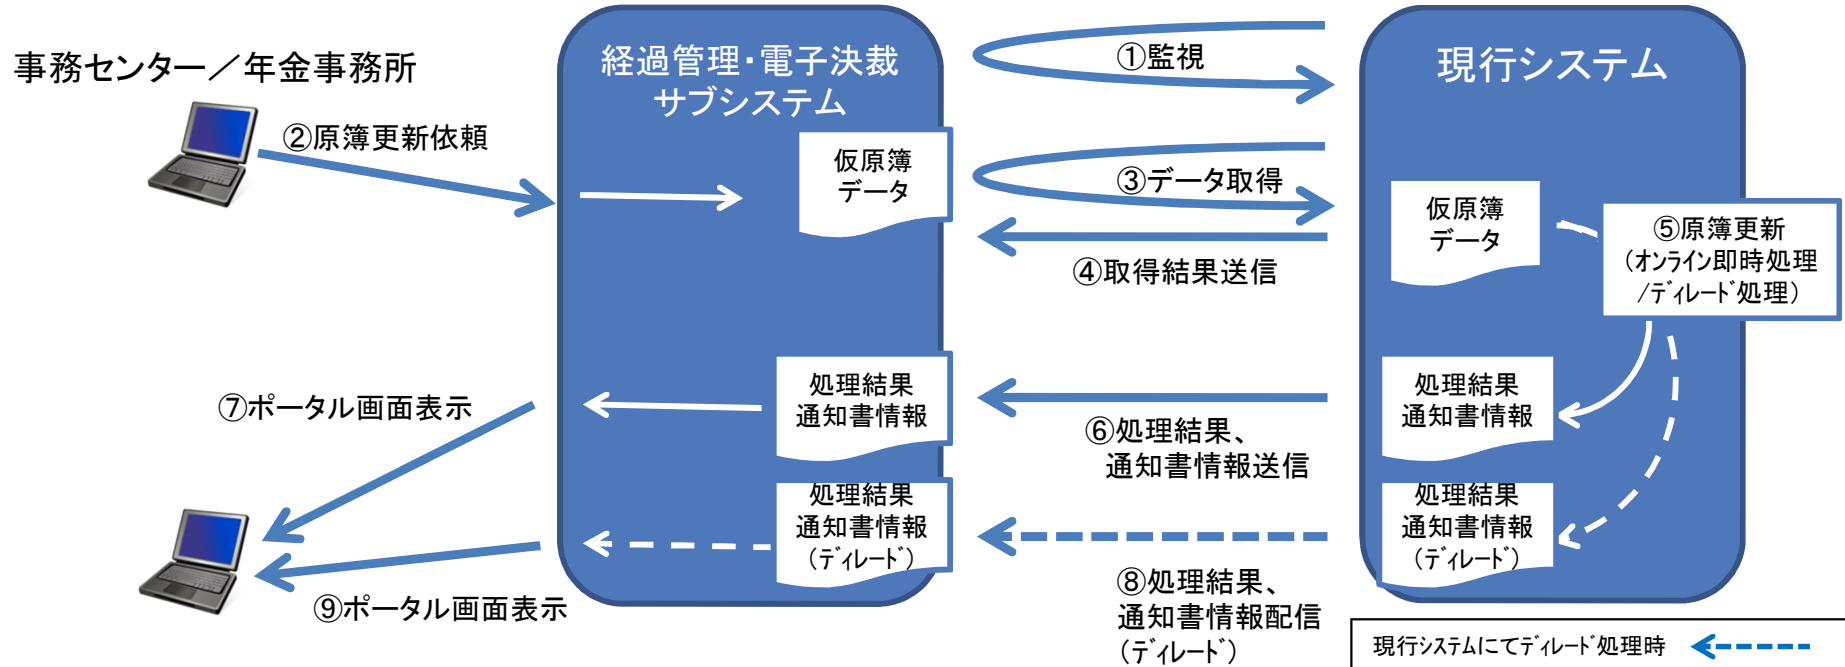 事務センター／年金事務所
②原簿更新依頼
経過管理・電子決裁
サブシステム
仮原簿
データ
①監視
③データ取得
④取得結果送信
現行システム
仮原簿
データ
⑤原簿更新
（オンライン即時処理
/ディレード処理）
⑦ポータル画面表示
処理結果
通知書情報
⑥処理結果、
通知書情報送信
処理結果
通知書情報
⑨ポータル画面表示
処理結果
通知書情報
（ディレード）
⑧処理結果、
通知書情報配信
（ディレード）
処理結果
通知書情報
（ディレード）
現行システムにてディレード処理時